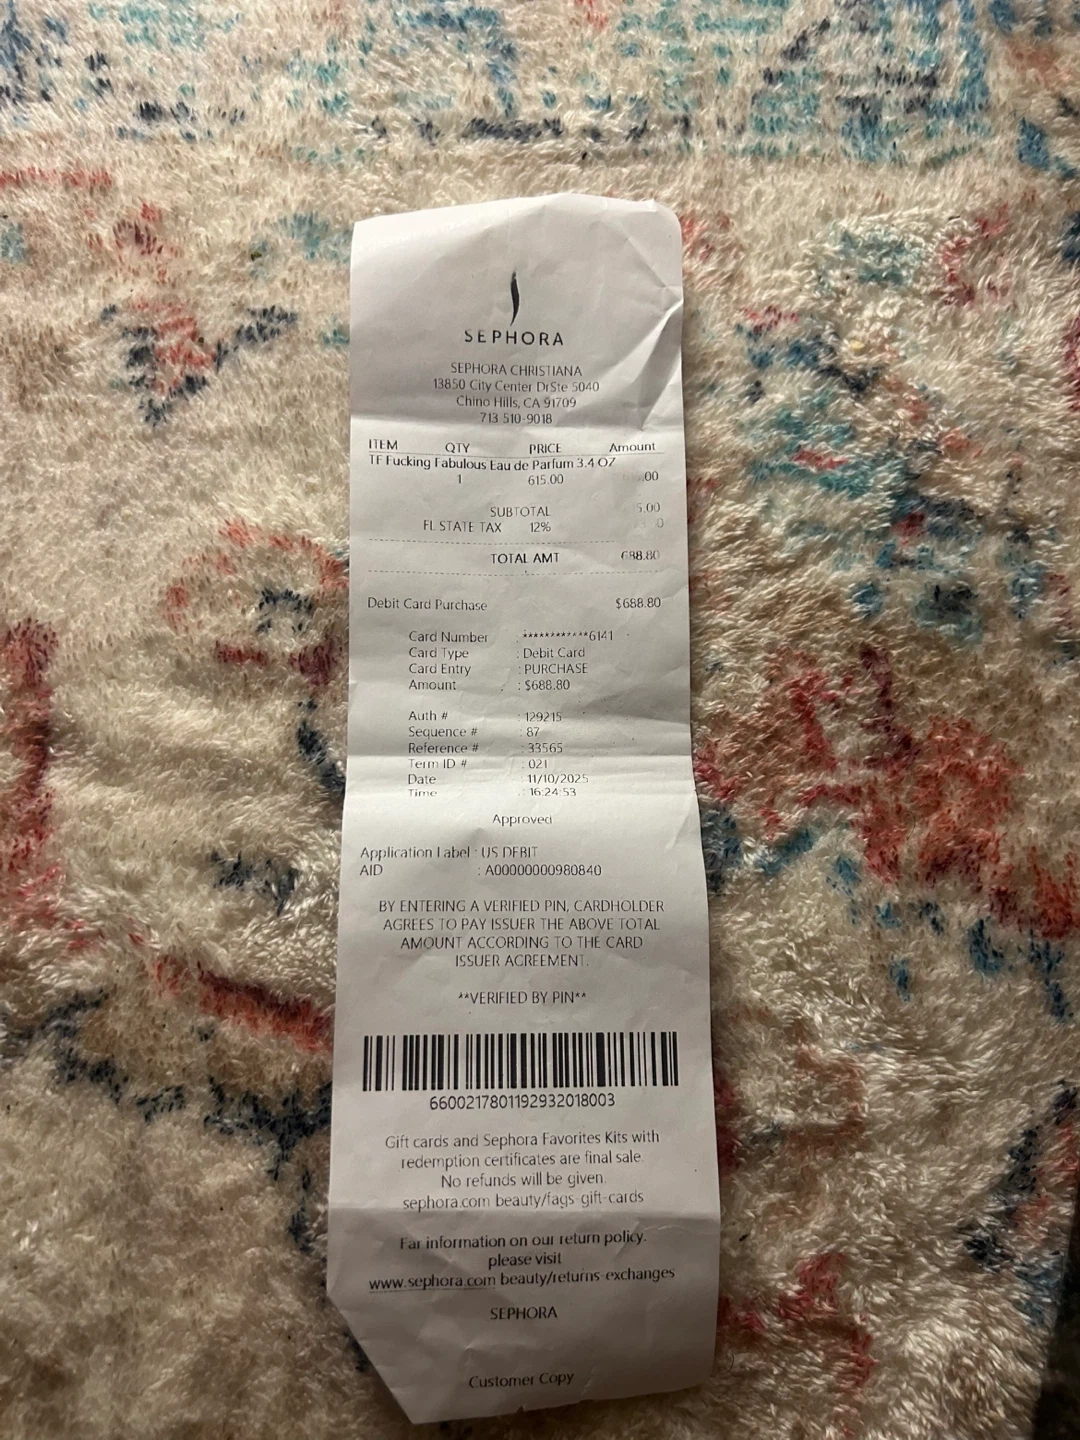 SEPHORA
SEPHORA CHRISTIANA
13850 City Center DrSte 5040
Chino Hills, CA 91709
713 510-9018
ITEM QTY PRICE Amount
TF Fucking Fabulous Eau de Parfum 3.4 OZ
1 615.00 .00
SUBTOTAL 5.00
FL STATE TAX 12%
TOTAL AMT 688.80
Debit Card Purchase $688.80
Card Number : ************6141
Card Type : Debit Card
Card Entry : PURCHASE
Amount : $688.80
Auth # : 129215
Sequence # : 87
Reference # : 33565
Term ID # : 021
Date 11/10/2025
Time : 16:24:53
Approved
Application Label : US DEBIT
AID : A00000000980840
BY ENTERING A VERIFIED PIN, CARDHOLDER
AGREES TO PAY ISSUER THE ABOVE TOTAL
AMOUNT ACCORDING TO THE CARD
ISSUER AGREEMENT.
**VERIFIED BY PIN**
6600217801192932018003
Gift cards and Sephora Favorites Kits with
redemption certificates are final sale.
No refunds will be given.
sephora.com beauty/fags-gift-cards
Far information on our return policy.
please visit
www.sephora.com beauty/returns-exchanges
SEPHORA
Customer Copy